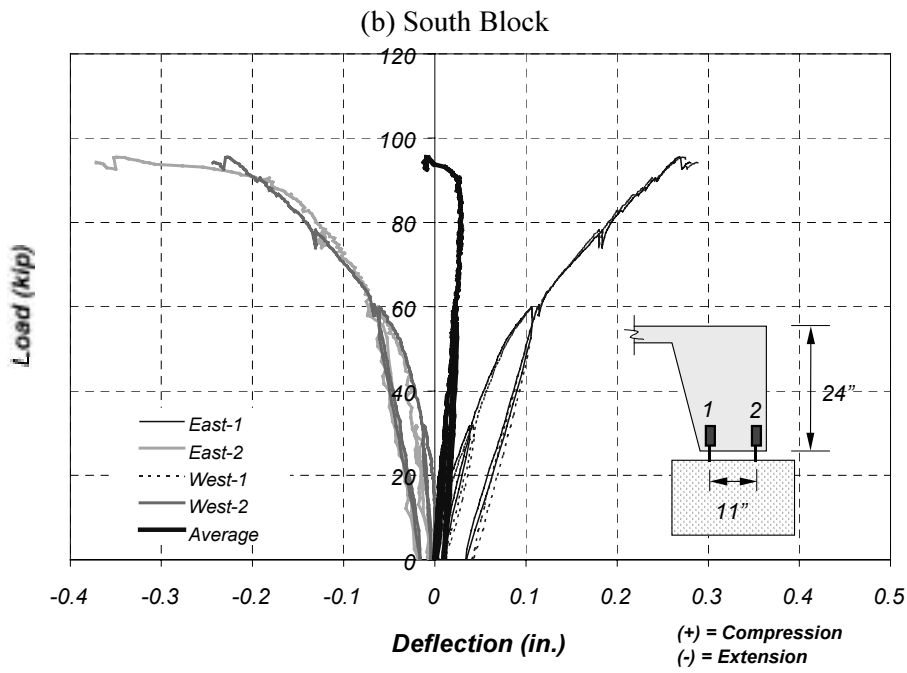 (b) South Block
120
100
80
60
40
20
0
Load (kip)
East-1
East-2
West-1
West-2
Average
1 2
24”
11”
-0.4 -0.3 -0.2 -0.1 0 0.1 0.2 0.3 0.4 0.5
Deflection (in.)
(+) = Compression
(-) = Extension